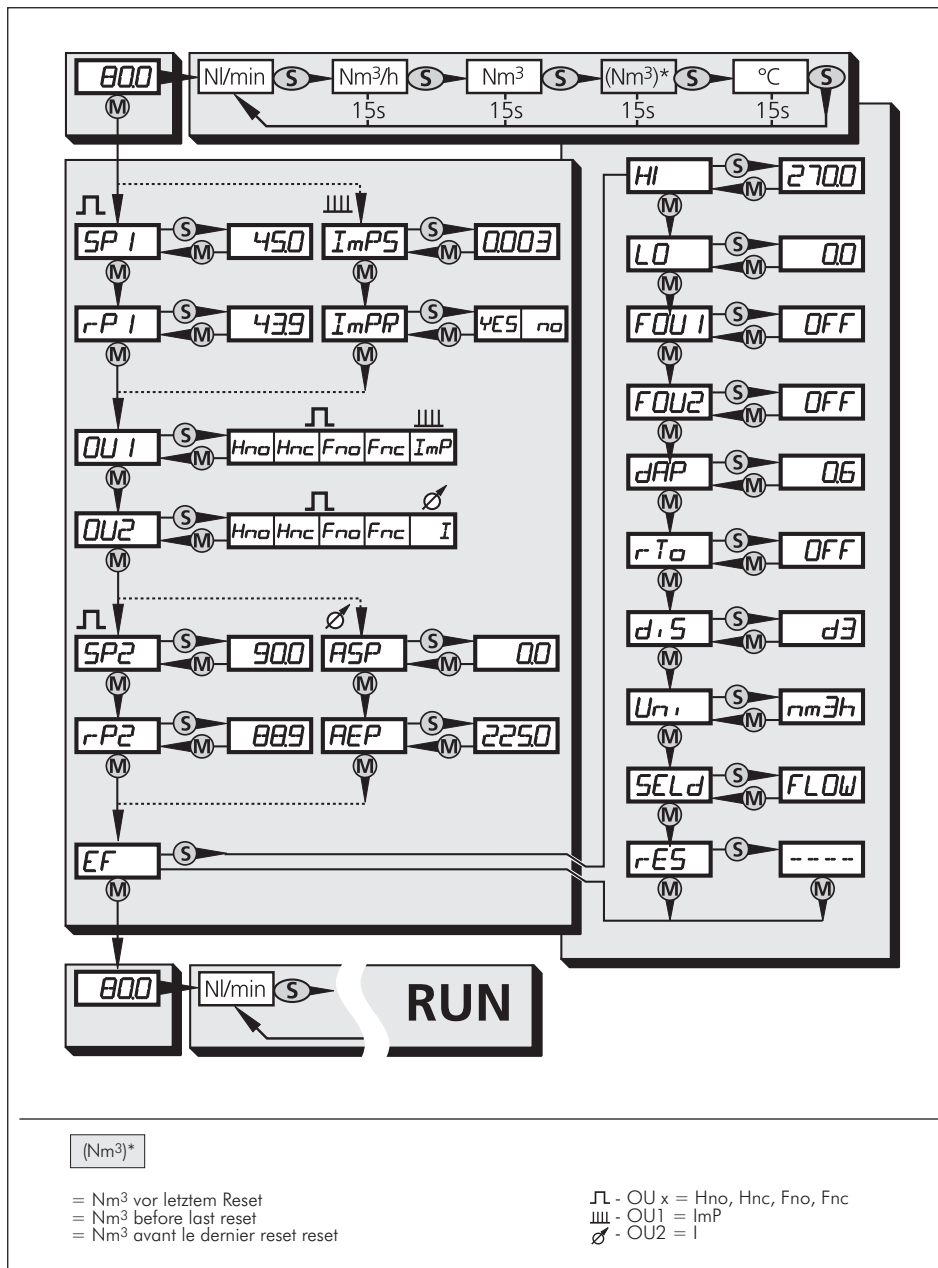 80.0 Nl/min S Nm³/h S Nm³ S (Nm³)* S °C S
M 15s 15s 15s 15s
SP1 S 45.0 ImPS S 0.003
M M
M M
rP1 S 43.9 ImPR S YES no
M M
M M
OU1 S Hno Hnc Fno Fnc ImP
M
M
OU2 S Hno Hnc Fno Fnc I
M
M
SP2 S 90.0 ASP S 0.0
M M
M M
rP2 S 88.9 AEP S 225.0
M M
M M
EF S
M
HI S 270.0
M
M
LO S 0.0
M
M
FOU1 S OFF
M
M
FOU2 S OFF
M
M
dAP S 0.6
M
M
rTo S OFF
M
M
diS S d3
M
M
Uni S nm3h
M
M
SELd S FLOW
M
M
rES S ----
M M
80.0 Nl/min S RUN
(Nm³)*
= Nm³ vor letztem Reset
= Nm³ before last reset
= Nm³ avant le dernier reset reset
- OU x = Hno, Hnc, Fno, Fnc
- OU1 = ImP
- OU2 = I